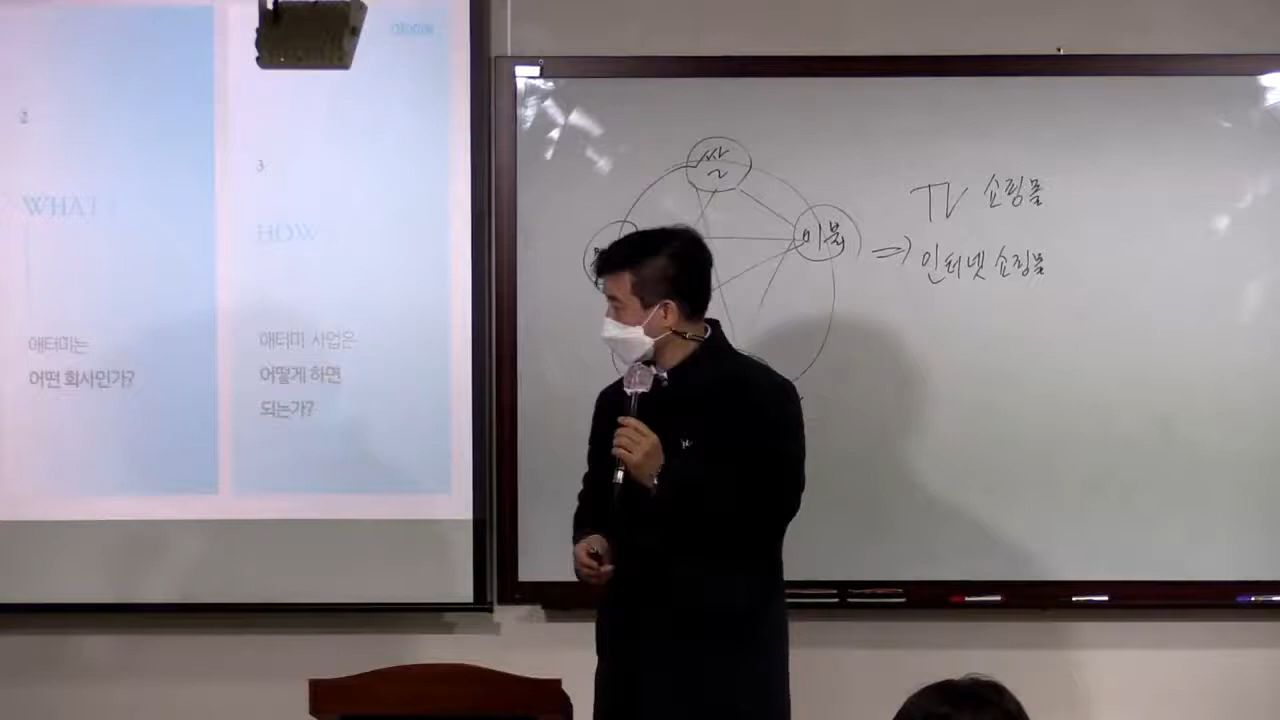 2
WHAT
애터미는
어떤 회사인가?
3
HOW
애터미 사업은
어떻게 하면
되는가?
쌀
이불
=> TV 쇼핑몰
인터넷 쇼핑몰